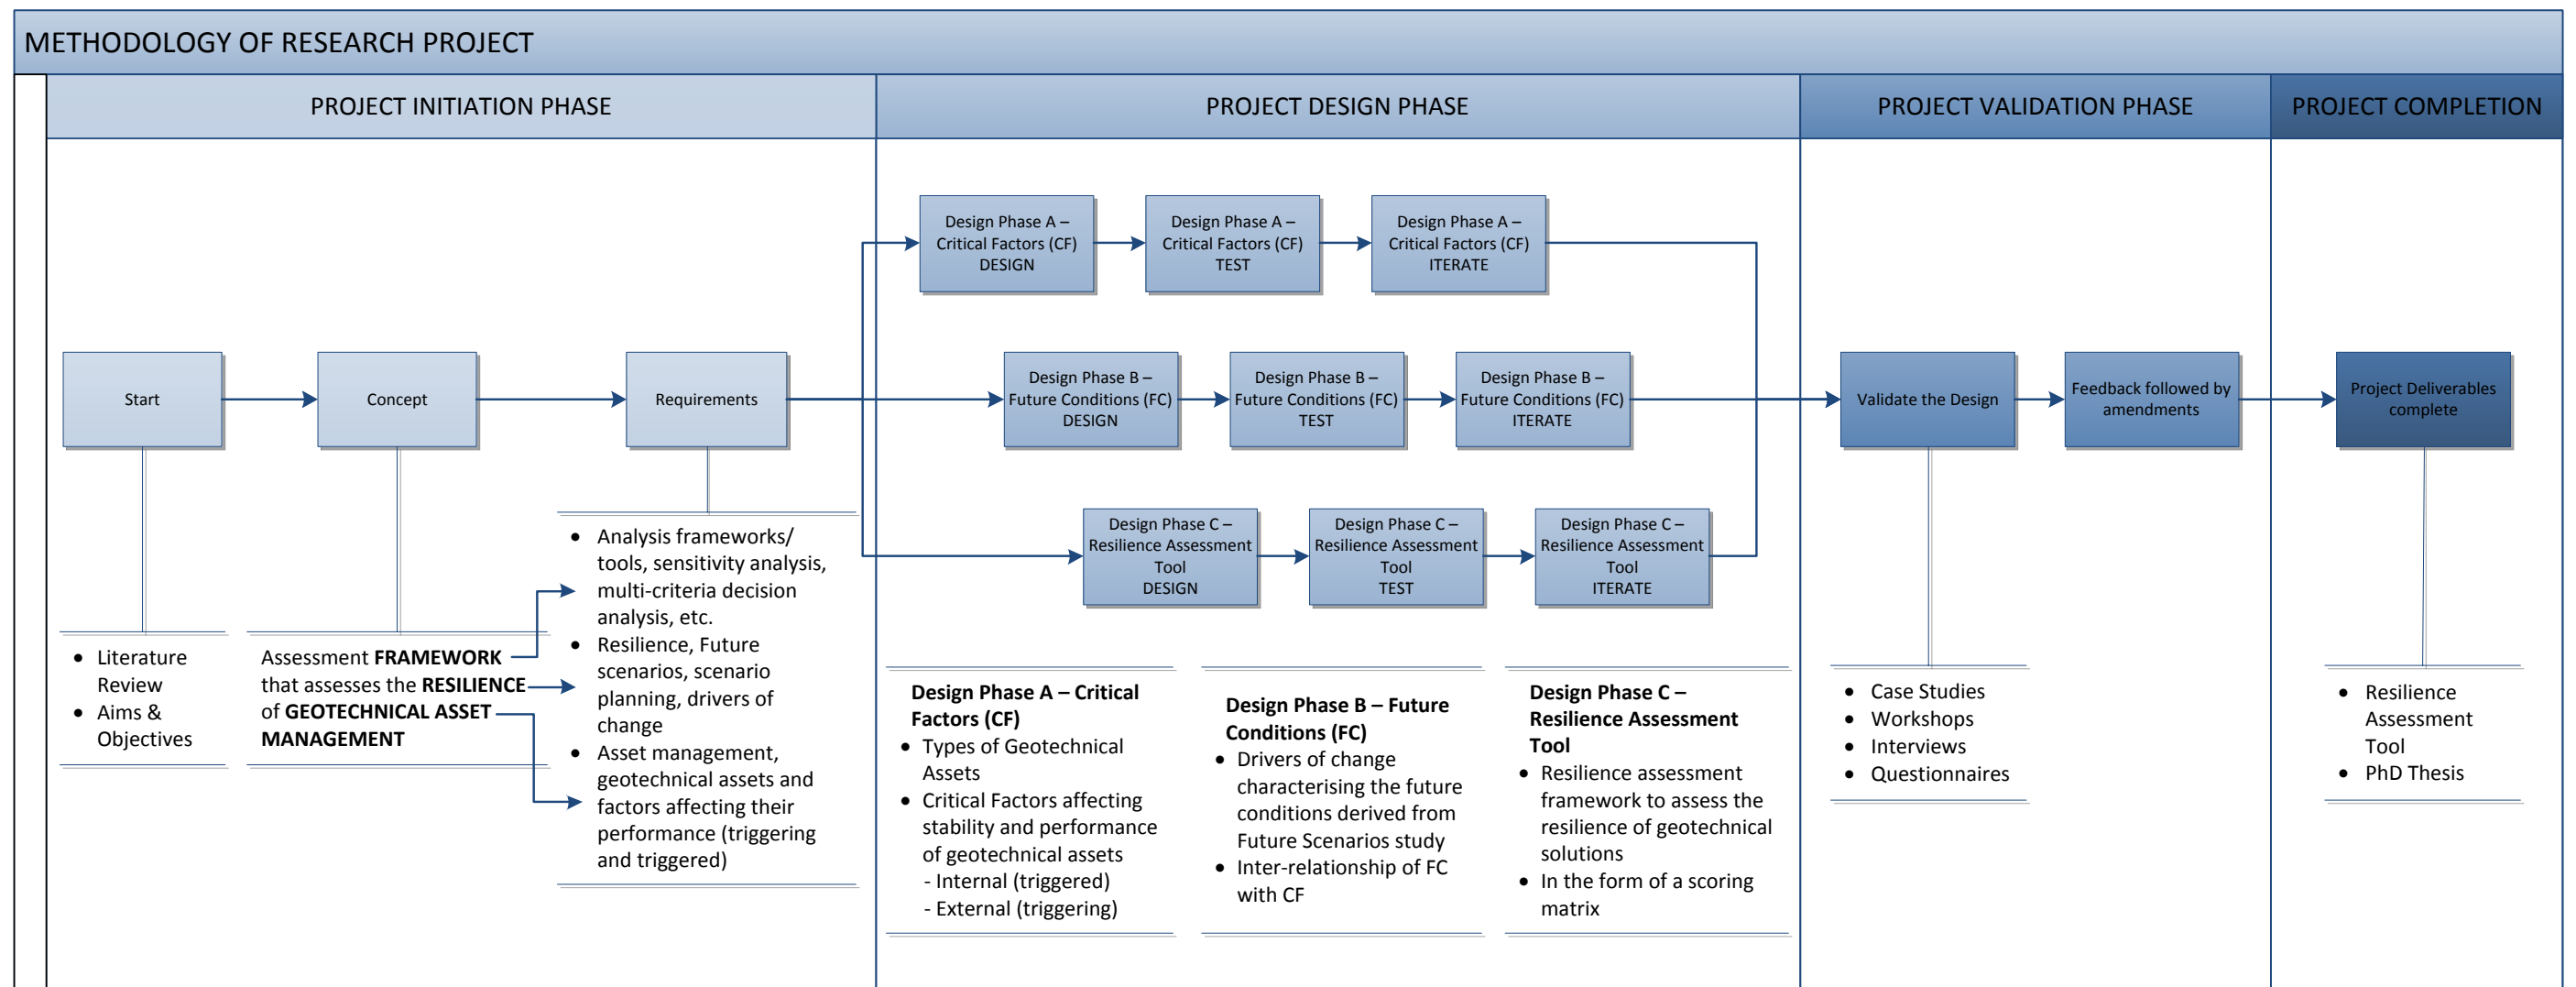 METHODOLOGY OF RESEARCH PROJECT
PROJECT INITIATION PHASE
PROJECT DESIGN PHASE
PROJECT VALIDATION PHASE
PROJECT COMPLETION
Start
Concept
Requirements
• Literature
Review
• Aims &
Objectives
Assessment FRAMEWORK
that assesses the RESILIENCE
of GEOTECHNICAL ASSET
MANAGEMENT
• Analysis frameworks/
tools, sensitivity analysis,
multi-criteria decision
analysis, etc.
• Resilience, Future
scenarios, scenario
planning, drivers of
change
• Asset management,
geotechnical assets and
factors affecting their
performance (triggering
and triggered)
Design Phase A –
Critical Factors (CF)
DESIGN
Design Phase A –
Critical Factors (CF)
TEST
Design Phase A –
Critical Factors (CF)
ITERATE
Design Phase B –
Future Conditions (FC)
DESIGN
Design Phase B –
Future Conditions (FC)
TEST
Design Phase B –
Future Conditions (FC)
ITERATE
Design Phase C –
Resilience Assessment
Tool
DESIGN
Design Phase C –
Resilience Assessment
Tool
TEST
Design Phase C –
Resilience Assessment
Tool
ITERATE
Design Phase A – Critical
Factors (CF)
• Types of Geotechnical
Assets
• Critical Factors affecting
stability and performance
of geotechnical assets
- Internal (triggered)
- External (triggering)
Design Phase B – Future
Conditions (FC)
• Drivers of change
characterising the future
conditions derived from
Future Scenarios study
• Inter-relationship of FC
with CF
Design Phase C –
Resilience Assessment
Tool
• Resilience assessment
framework to assess the
resilience of geotechnical
solutions
• In the form of a scoring
matrix
Validate the Design
Feedback followed by
amendments
• Case Studies
• Workshops
• Interviews
• Questionnaires
Project Deliverables
complete
• Resilience
Assessment
Tool
• PhD Thesis